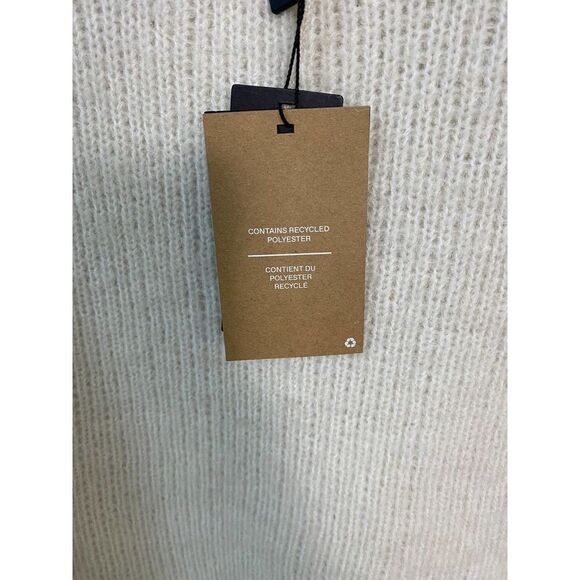 CONTAINS RECYCLED
POLYESTER
CONTIENT DU
POLYESTER
RECYCLÉ